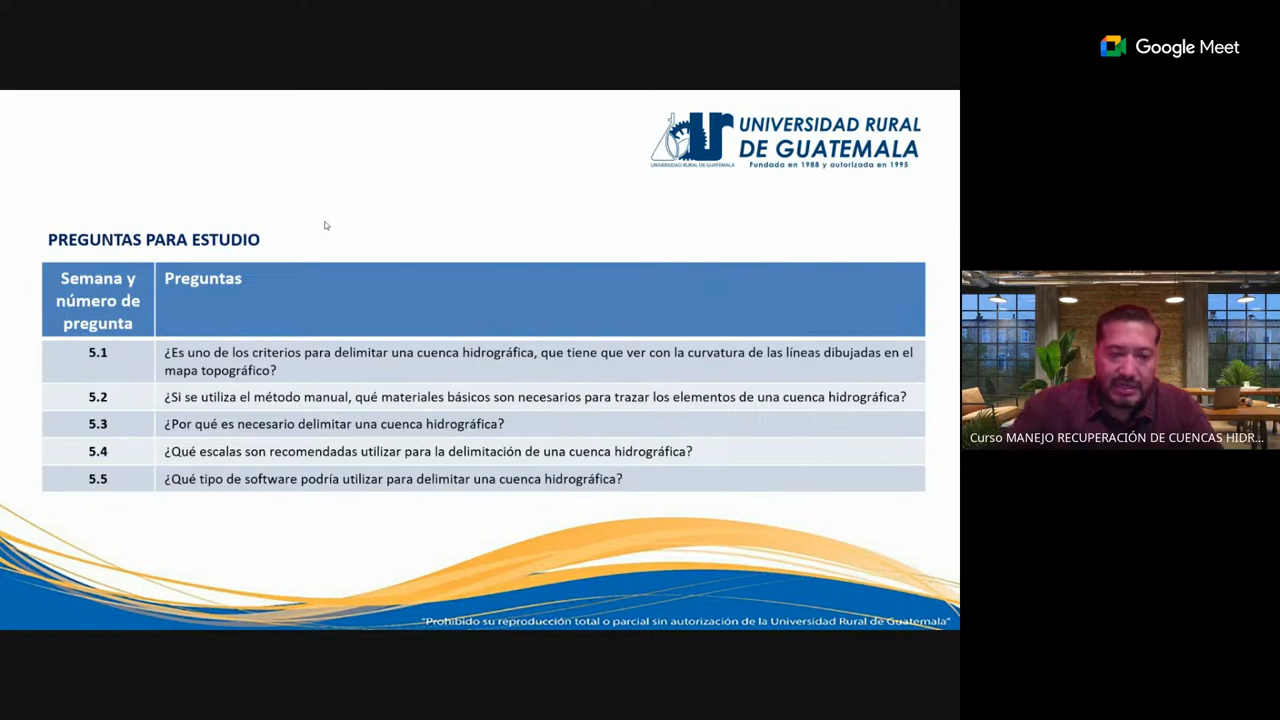 Google Meet
UNIVERSIDAD RURAL
DE GUATEMALA
Fundada en 1988 y autorizada en 1995
UNIVERSIDAD RURAL DE GUATEMALA
PREGUNTAS PARA ESTUDIO
Semana y
número de
pregunta
Preguntas
5.1
¿Es uno de los criterios para delimitar una cuenca hidrográfica, que tiene que ver con la curvatura de las líneas dibujadas en el
mapa topográfico?
5.2
¿Si se utiliza el método manual, qué materiales básicos son necesarios para trazar los elementos de una cuenca hidrográfica?
5.3
¿Por qué es necesario delimitar una cuenca hidrográfica?
5.4
¿Qué escalas son recomendadas utilizar para la delimitación de una cuenca hidrográfica?
5.5
¿Qué tipo de software podría utilizar para delimitar una cuenca hidrográfica?
Curso MANEJO RECUPERACIÓN DE CUENCAS HIDR...
"Prohibido su reproducción total o parcial sin autorización de la Universidad Rural de Guatemala"